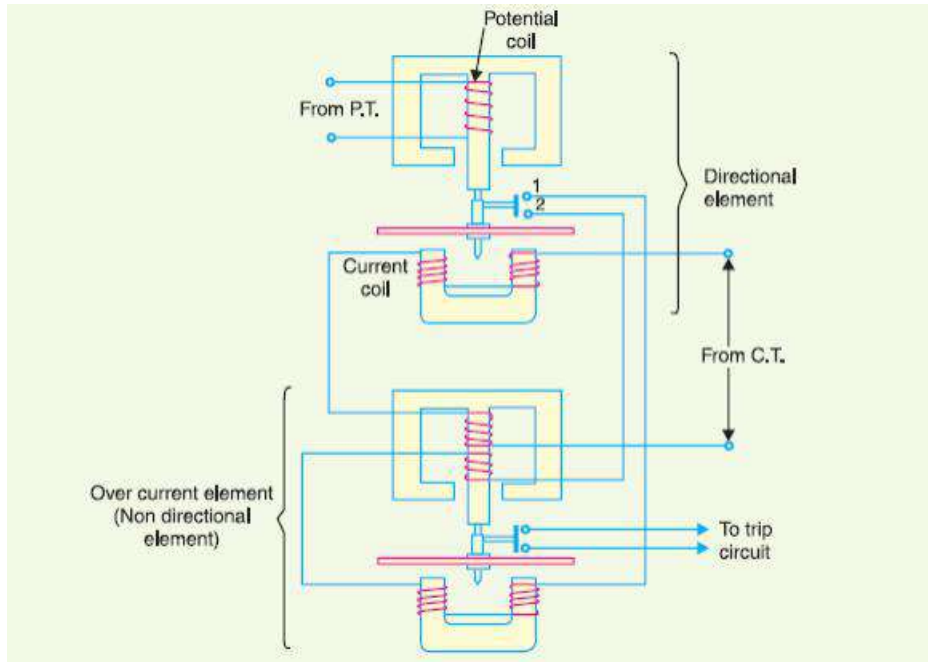 Potential
coil
From P.T.
1
2
Directional
element
Current
coil
From C.T.
Over current element
(Non directional
element)
To trip
circuit